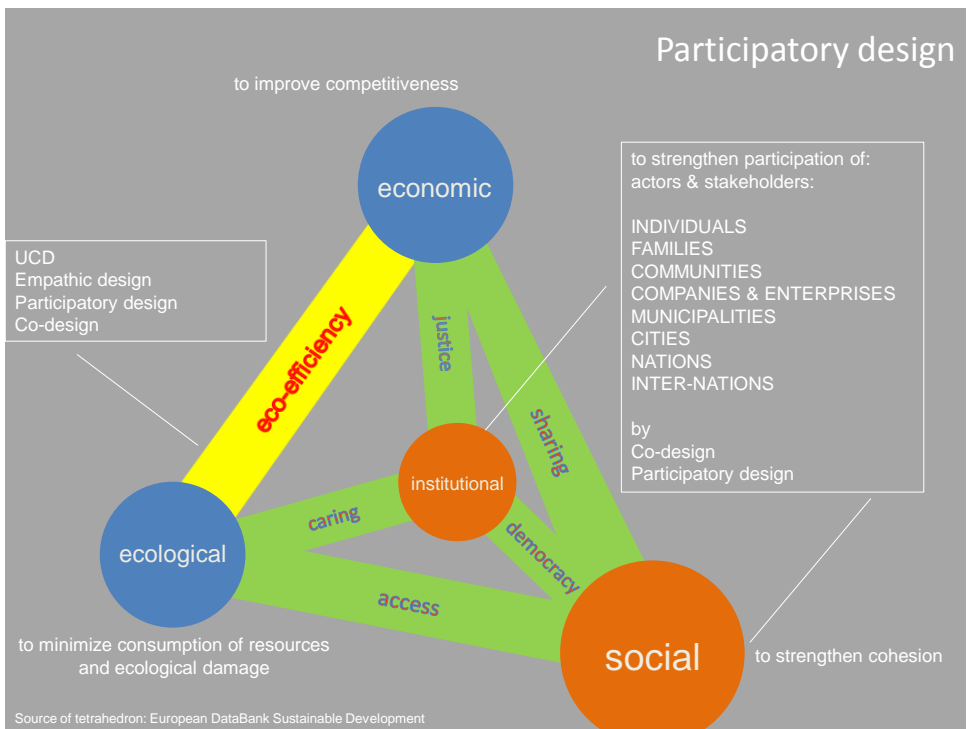 Participatory design
to improve competitiveness
economic
to strengthen participation of:
actors & stakeholders:
INDIVIDUALS
FAMILIES
COMMUNITIES
COMPANIES & ENTERPRISES
MUNICIPALITIES
CITIES
NATIONS
INTER-NATIONS
by
Co-design
Participatory design
UCD
Empathic design
Participatory design
Co-design
eco-efficiency
justice
sharing
institutional
caring
democracy
ecological
access
social
to minimize consumption of resources
and ecological damage
to strengthen cohesion
Source of tetrahedron: European DataBank Sustainable Development